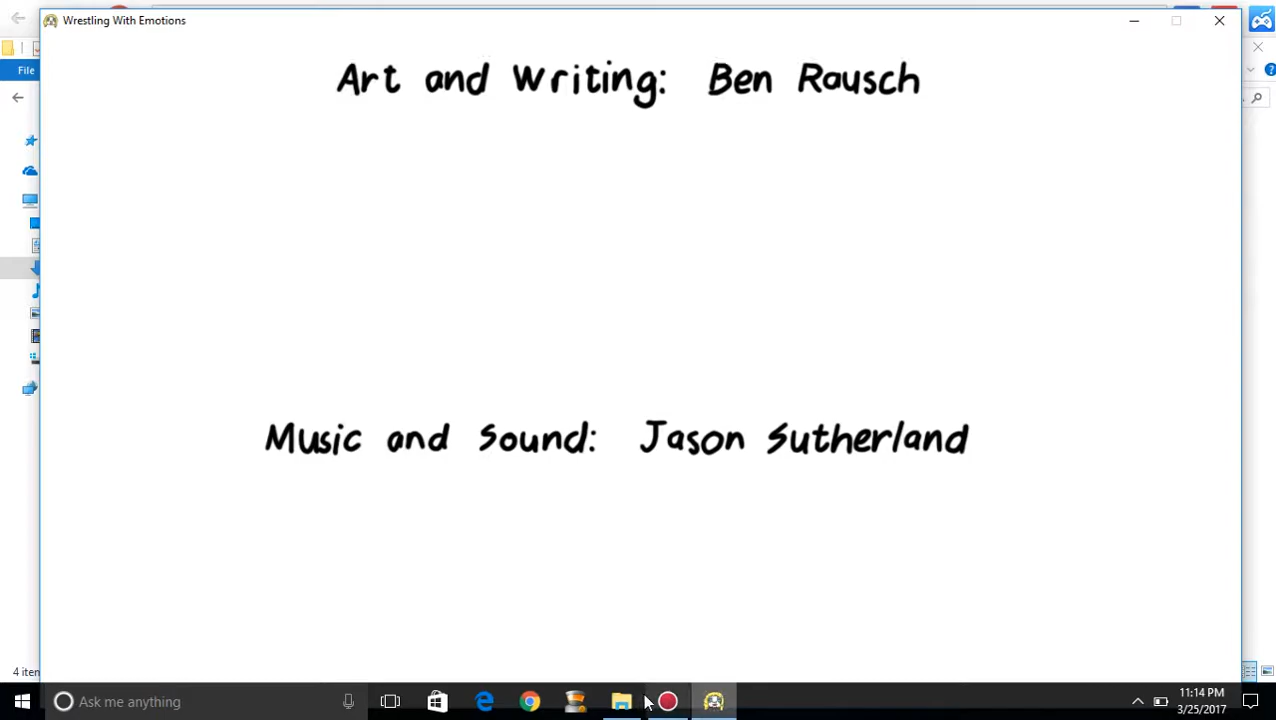 Wrestling With Emotions
File
Art and Writing: Ben Rausch
Music and Sound: Jason Sutherland
4 iten
Ask me anything
11:14 PM
3/25/2017